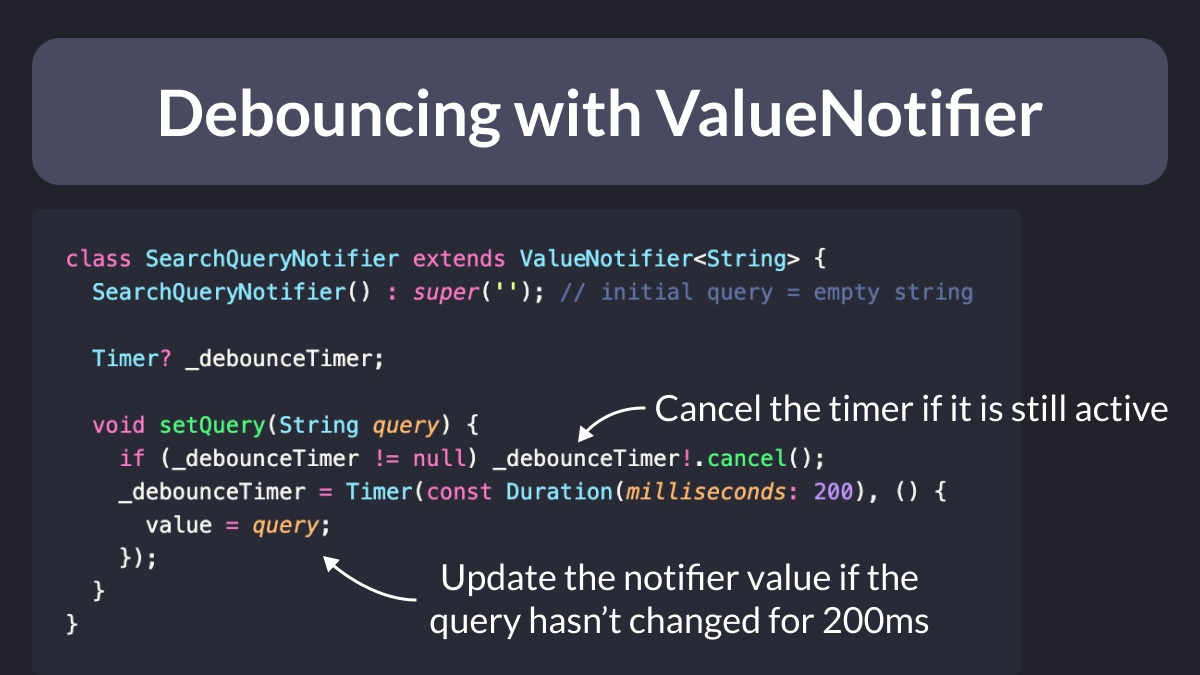 Debouncing with ValueNotifier
class SearchQueryNotifier extends ValueNotifier<String> {
SearchQueryNotifier() : super(''); // initial query = empty string
Timer? _debounceTimer;
void setQuery(String query) {
Cancel the timer if it is still active
if (_debounceTimer != null) _debounceTimer!.cancel();
_debounceTimer = Timer(const Duration(milliseconds: 200), () {
value = query;
});
Update the notifier value if the
query hasn’t changed for 200ms
}
}